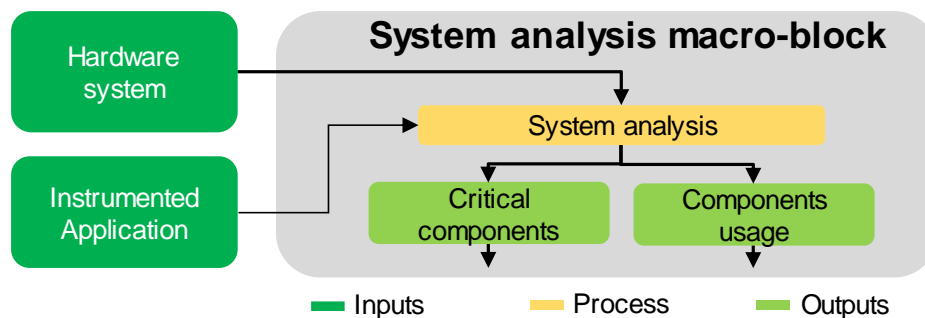 System analysis macro-block
Hardware
system
System analysis
Instrumented
Application
Critical
components
Components
usage
Inputs
Process
Outputs